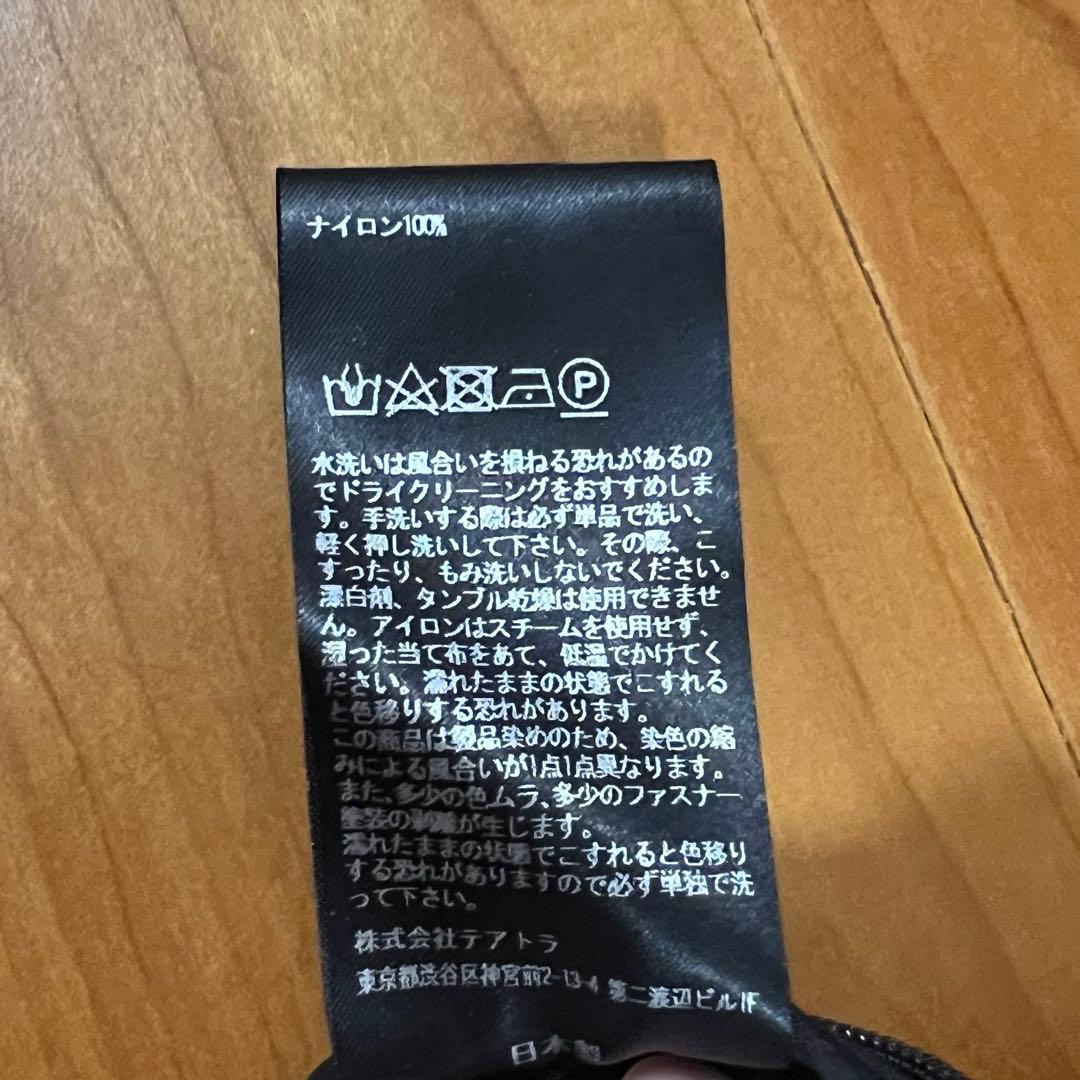 ナイロン100%
P
水洗いは風合いを損ねる恐れがあるの
でドライクリーニングをおすすめしま
す。手洗いする際は必ず単品で洗い、
軽く押し洗いして下さい。その際、こ
すったり、もみ洗いしないでください。
漂白剤、タンブル乾燥は使用できませ
ん。アイロンはスチームを使用せず、
湿った当て布をあて、低温でかけてく
ださい。濡れたままの状態でこすれる
と色移りする恐れがあります。
この商品は製品染めのため、染色の縮
みによる風合いが1点1点異なります。
また、多少の色ムラ、多少のファスナー
塗装の剥離が生じます。
濡れたままの状態でこすれると色移り
する恐れがありますので必ず単独で洗
って下さい。
株式会社テアトラ
東京都渋谷区神宮前2-13-4 第二渡辺ビル1F
日本製